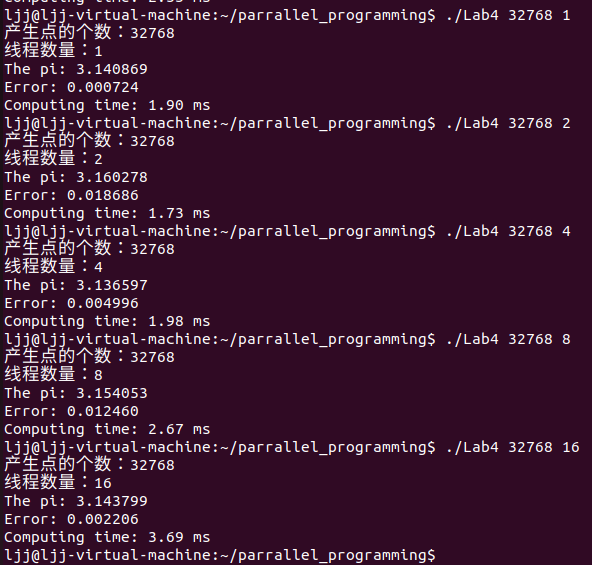 ljj@ljj-virtual-machine:~/parrallel_programming$ ./Lab4 32768 1
产生点的个数：32768
线程数量：1
The pi: 3.140869
Error: 0.000724
Computing time: 1.90 ms
ljj@ljj-virtual-machine:~/parrallel_programming$ ./Lab4 32768 2
产生点的个数：32768
线程数量：2
The pi: 3.160278
Error: 0.018686
Computing time: 1.73 ms
ljj@ljj-virtual-machine:~/parrallel_programming$ ./Lab4 32768 4
产生点的个数：32768
线程数量：4
The pi: 3.136597
Error: 0.004996
Computing time: 1.98 ms
ljj@ljj-virtual-machine:~/parrallel_programming$ ./Lab4 32768 8
产生点的个数：32768
线程数量：8
The pi: 3.154053
Error: 0.012460
Computing time: 2.67 ms
ljj@ljj-virtual-machine:~/parrallel_programming$ ./Lab4 32768 16
产生点的个数：32768
线程数量：16
The pi: 3.143799
Error: 0.002206
Computing time: 3.69 ms
ljj@ljj-virtual-machine:~/parrallel_programming$